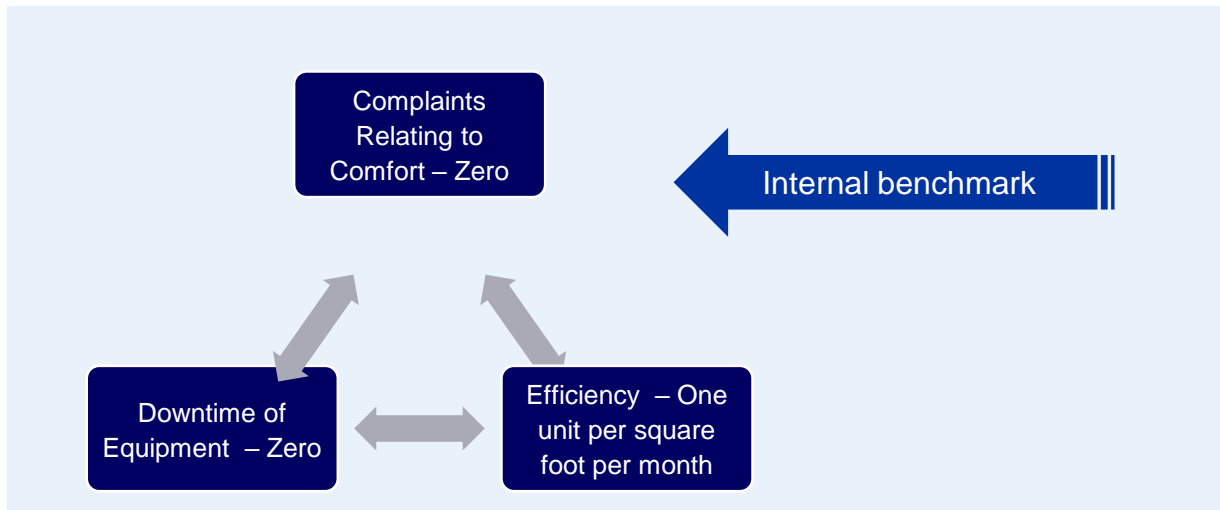 Complaints
Relating to
Comfort – Zero
Internal benchmark
Downtime of
Equipment – Zero
Efficiency – One
unit per square
foot per month